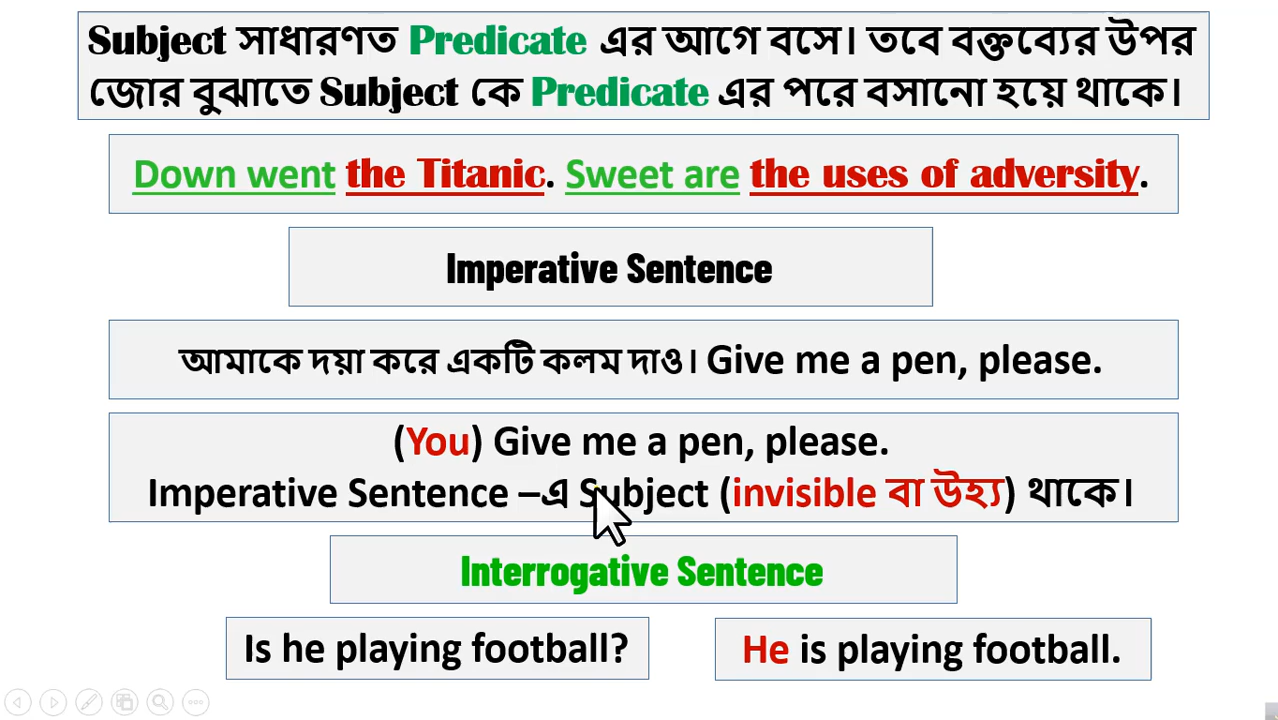 Subject সাধারণত Predicate এর আগে বসে। তবে বক্তব্যের উপর
জোর বুঝাতে Subject কে Predicate এর পরে বসানো হয়ে থাকে।
Down went the Titanic. Sweet are the uses of adversity.
Imperative Sentence
আমাকে দয়া করে একটি কলম দাও। Give me a pen, please.
(You) Give me a pen, please.
Imperative Sentence –এ Subject (invisible বা উহ্য) থাকে।
Interrogative Sentence
Is he playing football?
He is playing football.